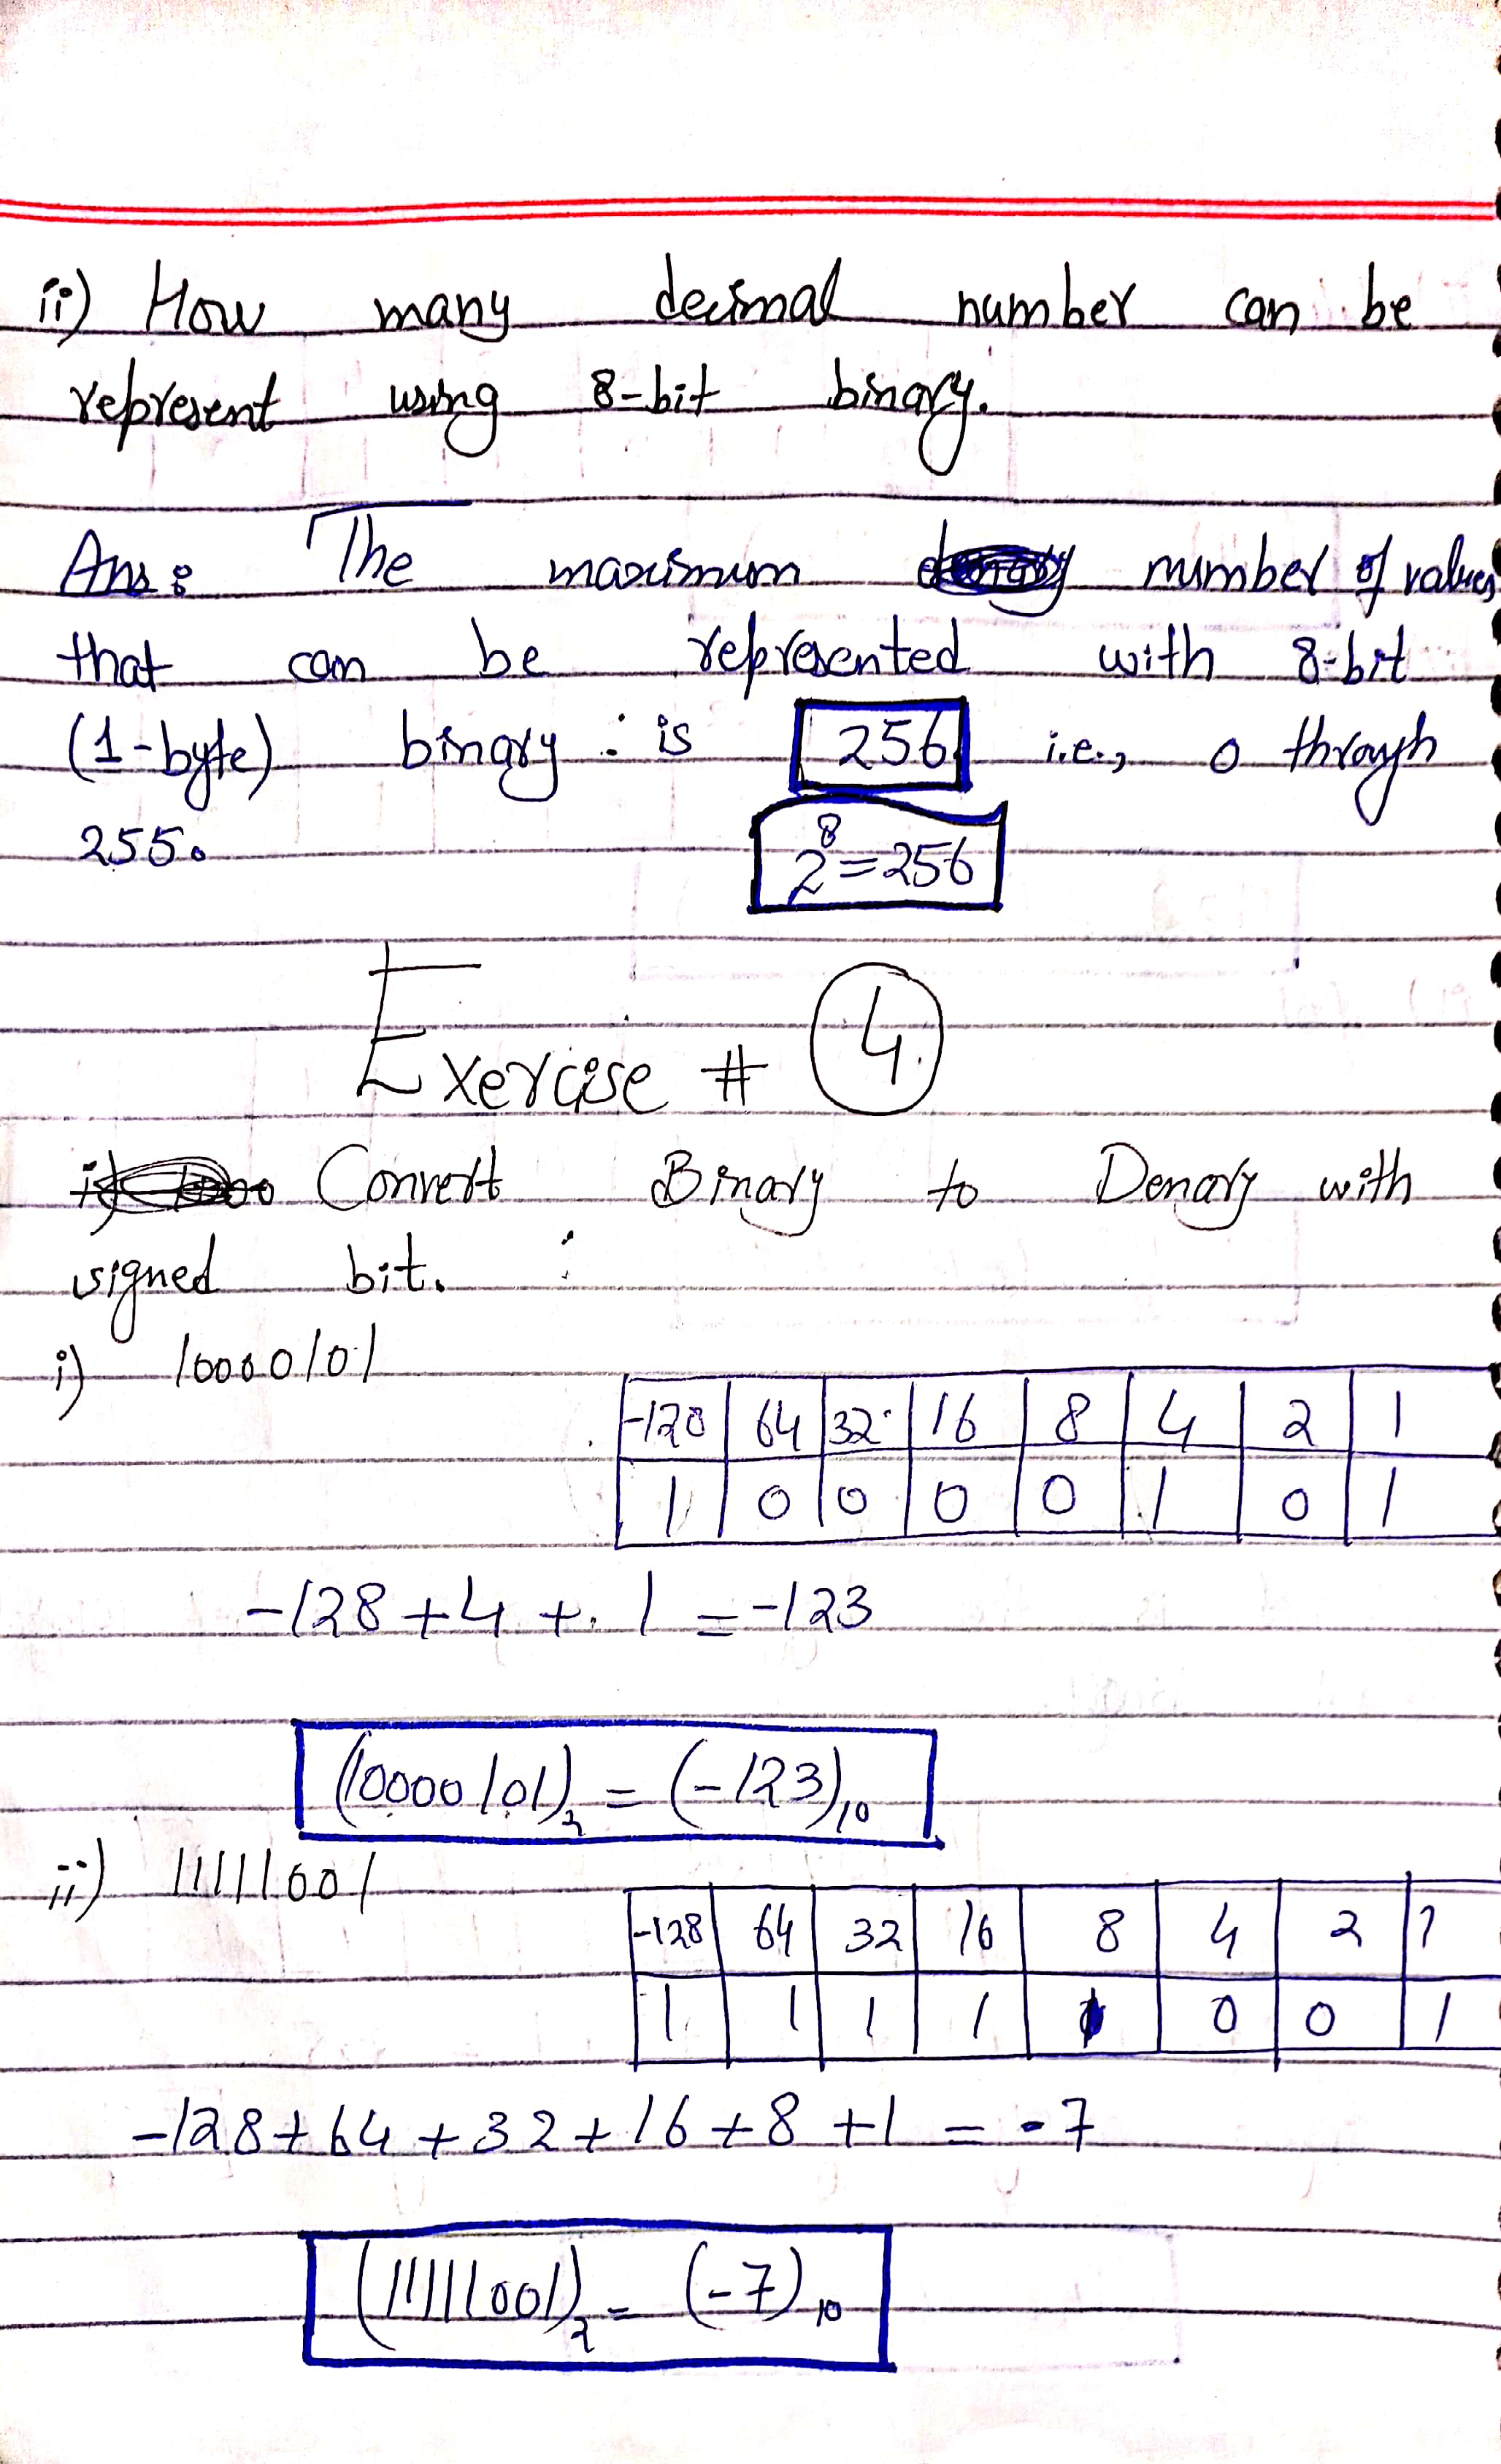 ii) How many decimal number can be
represent using 8-bit binary.
Ans: The maximum number of values
that can be represented with 8-bit
(1-byte) binary is 256 i.e., 0 through
255.
2⁸=256
Exercise # 4
Convert Binary to Denary with
signed bit.
i) 10000101
-128 64 32 16 8 4 2 1
1 0 0 0 0 1 0 1
-128 + 4 + 1 = -123
(10000101)₂ = (-123)₁₀
ii) 11111001
-128 64 32 16 8 4 2 1
1 1 1 1 1 0 0 1
-128 + 64 + 32 + 16 + 8 + 1 = -7
(11111001)₂ = (-7)₁₀